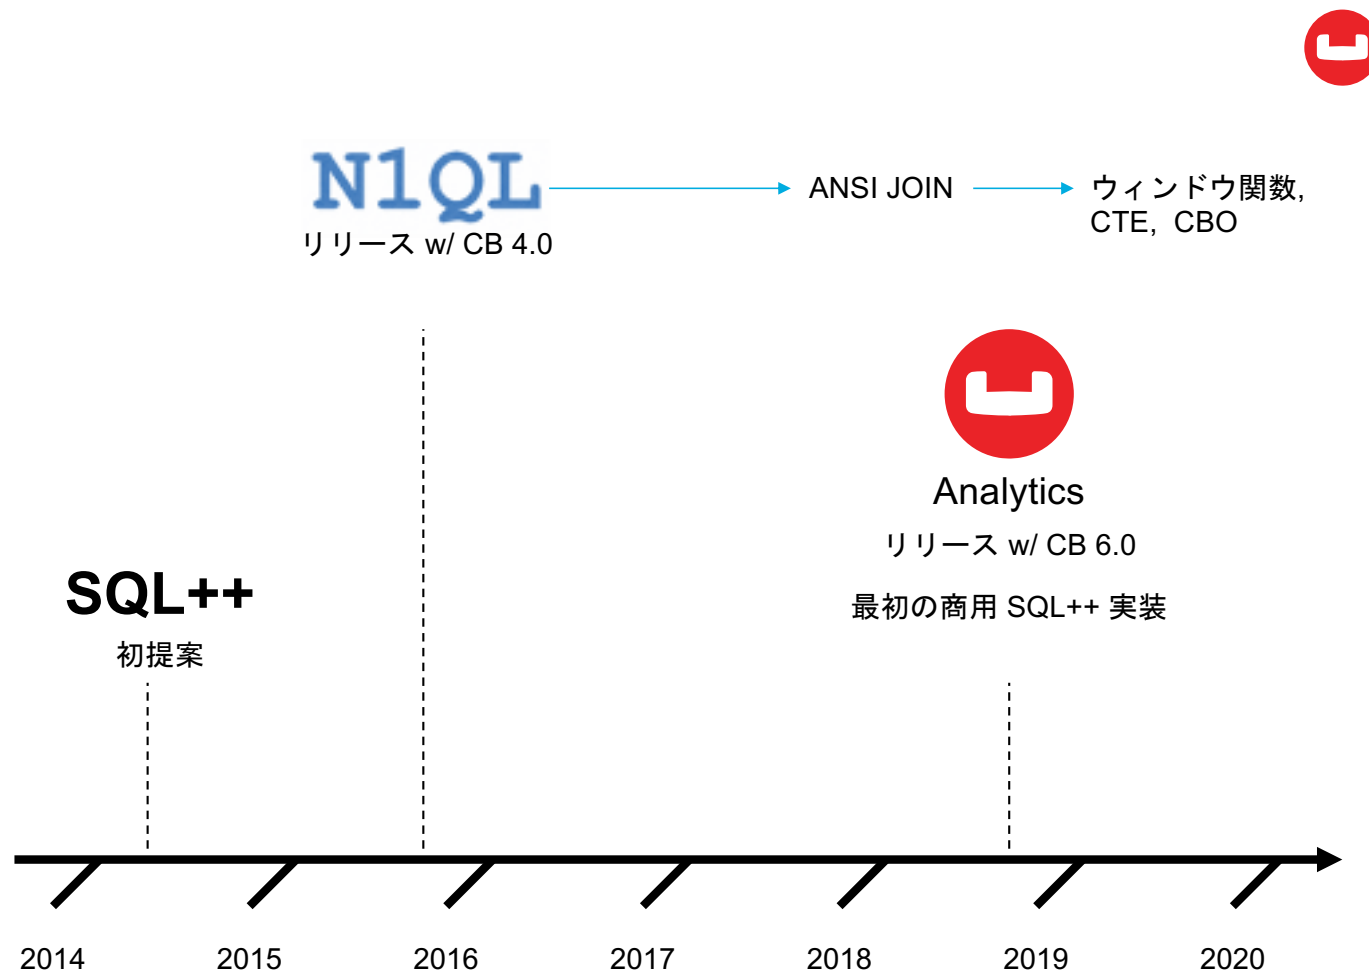 N1QL
リリース w/ CB 4.0
ANSI JOIN
ウィンドウ関数,
CTE, CBO
Analytics
リリース w/ CB 6.0
最初の商用 SQL++ 実装
SQL++
初提案
2014 2015 2016 2017 2018 2019 2020